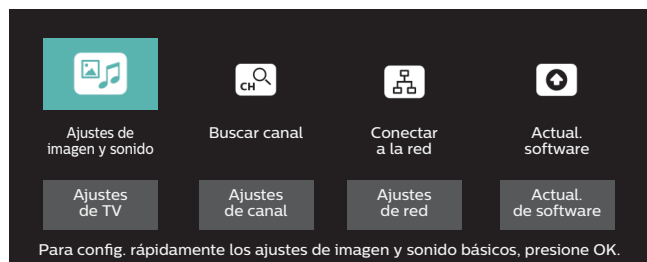 CH
Ajustes de
imagen y sonido
Buscar canal
Conectar
a la red
Actual.
software
Ajustes
de TV
Ajustes
de canal
Ajustes
de red
Actual.
de software
Para config. rápidamente los ajustes de imagen y sonido básicos, presione OK.